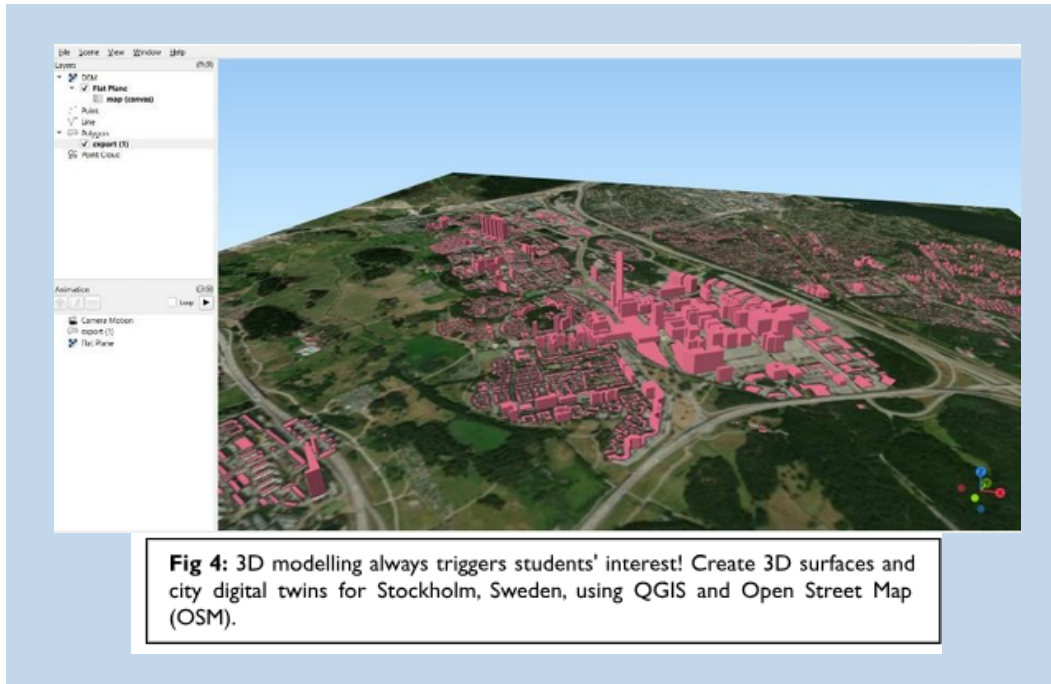 File Scene View Window Help
Layers
DEM
Flat Plane
map (canvas)
Point
Line
Polygon
export (1)
Point Cloud
Animation
Loop
Camera Motion
export (1)
Flat Plane
Z
X
Fig 4: 3D modelling always triggers students' interest! Create 3D surfaces and
city digital twins for Stockholm, Sweden, using QGIS and Open Street Map
(OSM).